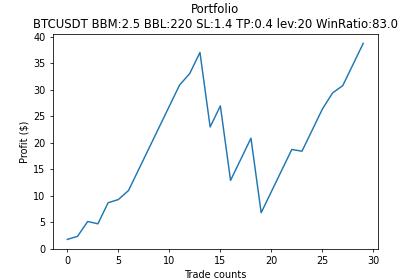 Portfolio
BTCUSDT BBM:2.5 BBL:220 SL:1.4 TP:0.4 lev:20 WinRatio:83.0
40
35
30
25
20
15
10
5
0
Profit ($)
0 5 10 15 20 25 30
Trade counts